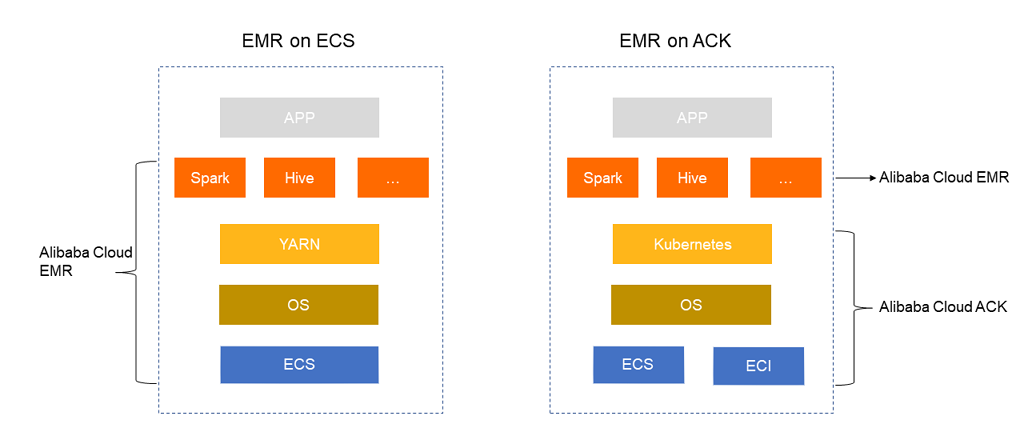 EMR on ECS
EMR on ACK
APP
Spark
Hive
...
YARN
OS
ECS
Alibaba Cloud
EMR
APP
Spark
Hive
...
Kubernetes
OS
ECS
ECI
Alibaba Cloud EMR
Alibaba Cloud ACK